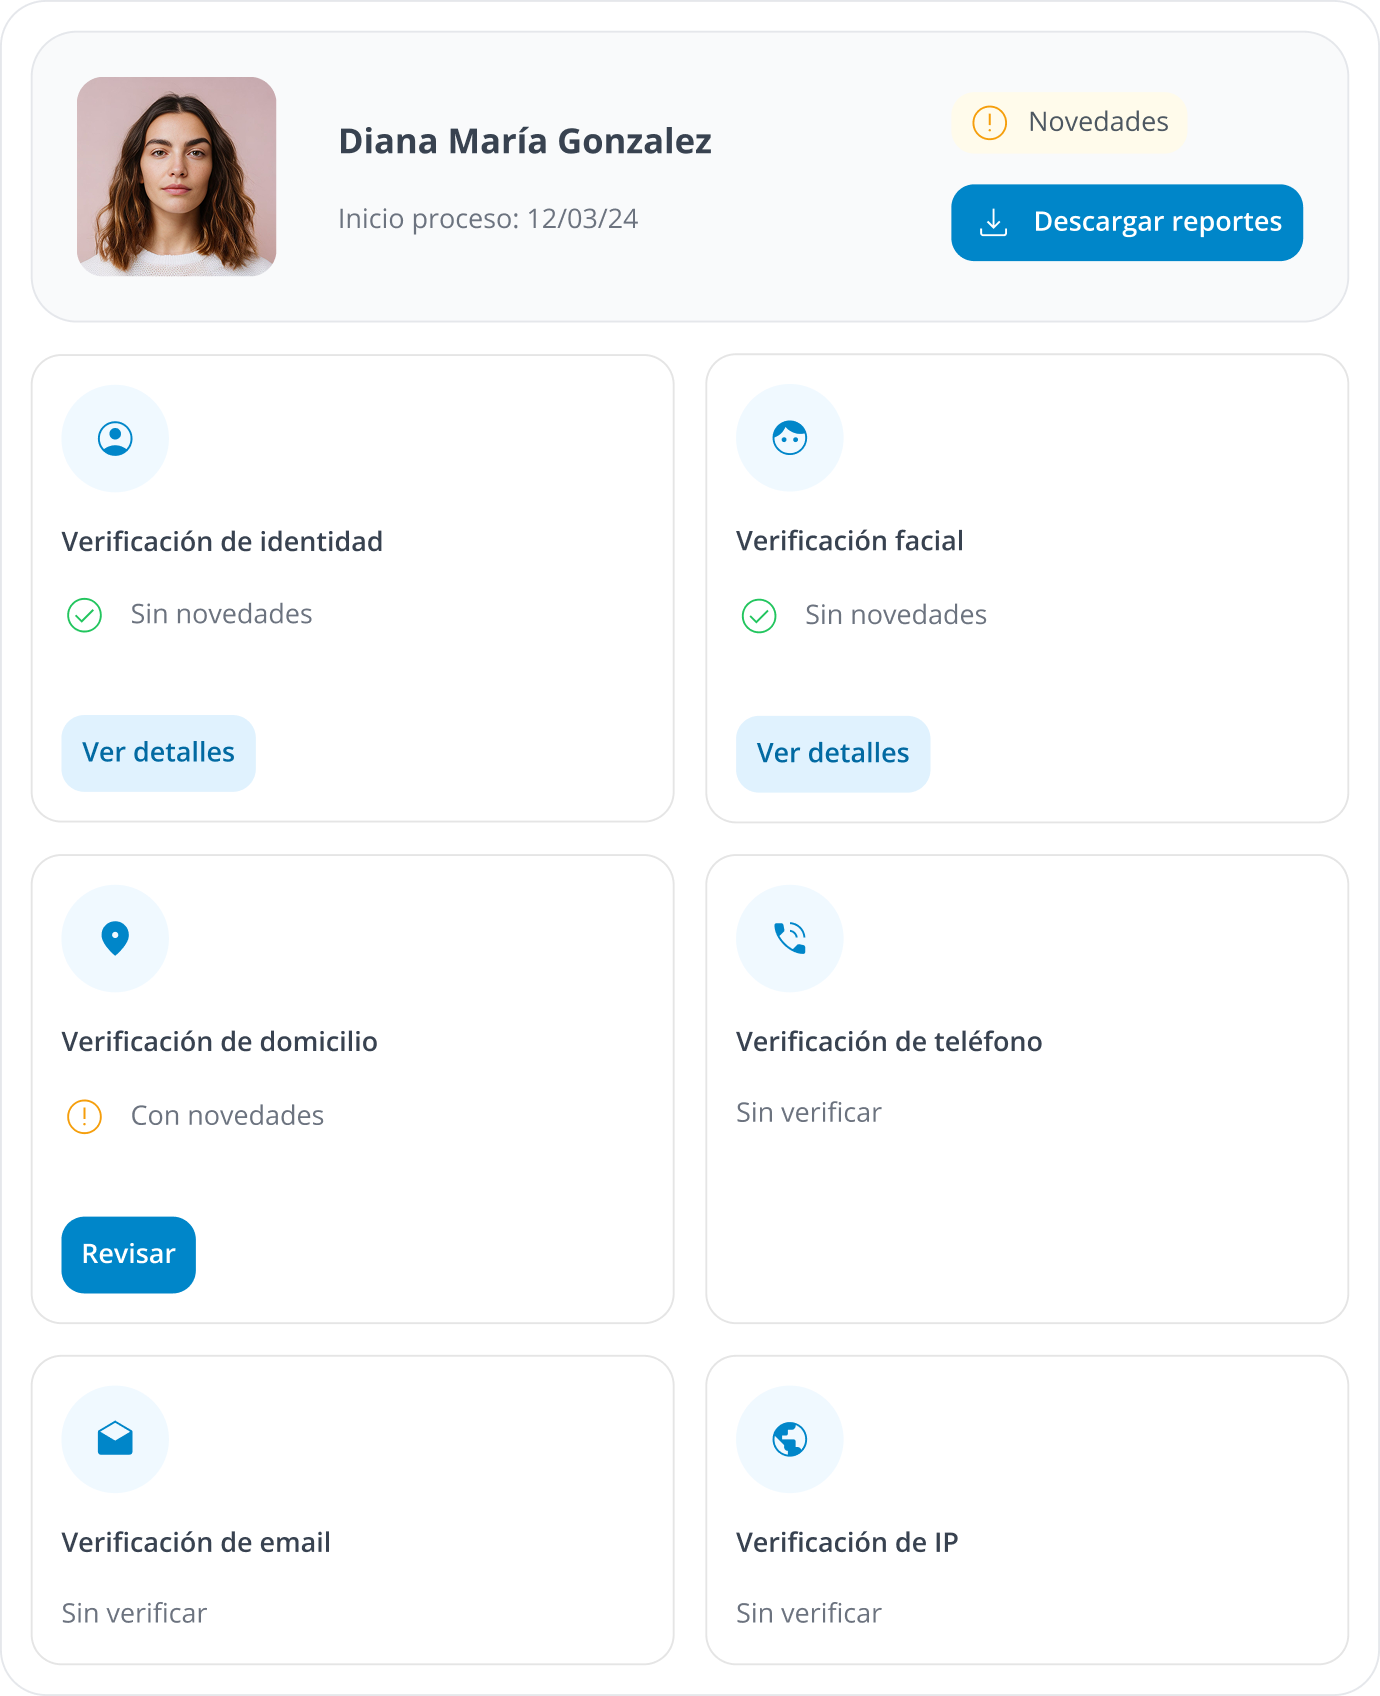 Diana María Gonzalez
Inicio proceso: 12/03/24
Novedades
Descargar reportes
Verificación de identidad
Sin novedades
Ver detalles
Verificación facial
Sin novedades
Ver detalles
Verificación de domicilio
Con novedades
Revisar
Verificación de teléfono
Sin verificar
Verificación de email
Sin verificar
Verificación de IP
Sin verificar